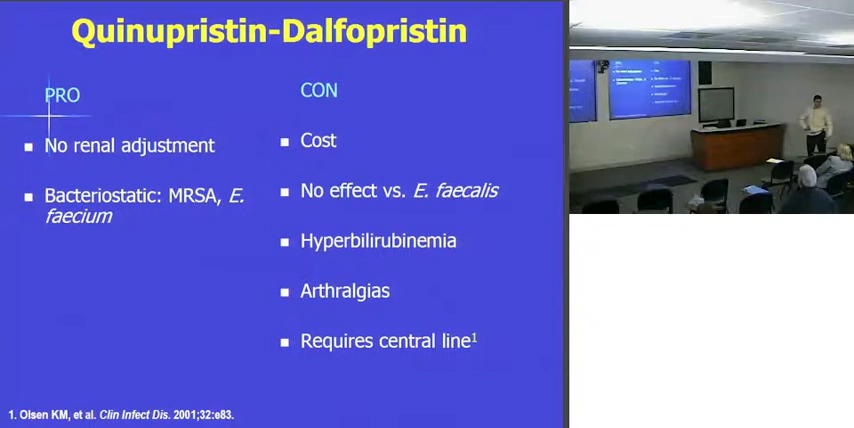 Quinupristin-Dalfopristin
PRO
No renal adjustment
Bacteriostatic: MRSA, E.
faecium
CON
Cost
No effect vs. E. faecalis
Hyperbilirubinemia
Arthralgias
Requires central line¹
1. Olsen KM, et al. Clin Infect Dis. 2001;32:e83.